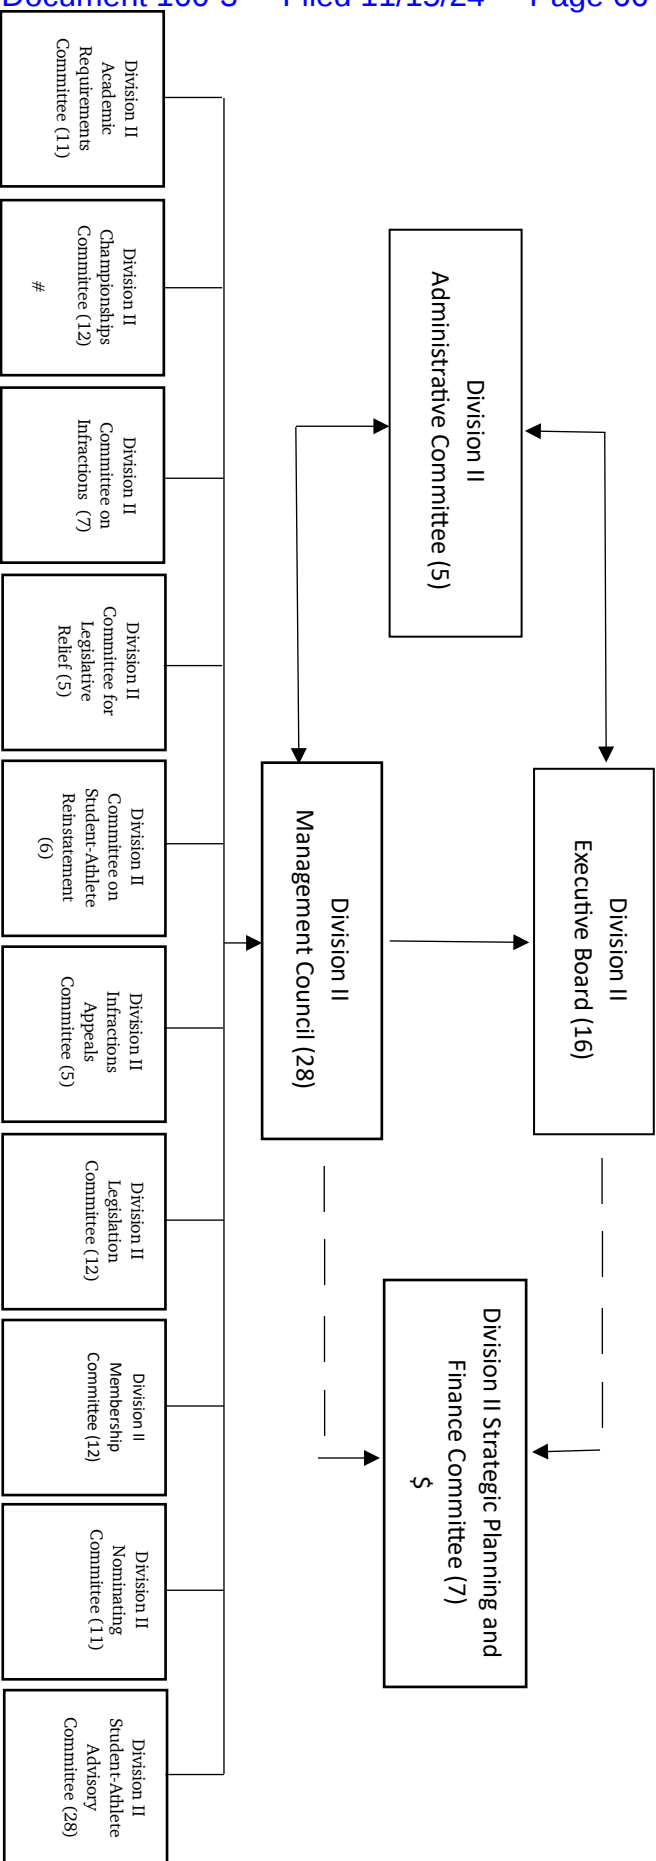 Document 100-3 Filed 11/15/24 Page 60
Division II
Executive Board (16)
Division II
Administrative Committee (5)
Division II Strategic Planning and
Finance Committee (7)
$
Division II
Management Council (28)
Division II
Academic
Requirements
Committee (11)
Division II
Championships
Committee (12)
#
Division II
Committee on
Infractions (7)
Division II
Committee for
Legislative
Relief (5)
Division II
Committee on
Student-Athlete
Reinstatement
(6)
Division II
Infractions
Appeals
Committee (5)
Division II
Legislation
Committee (12)
Division II
Membership
Committee (12)
Division II
Nominating
Committee (11)
Division II
Student-Athlete
Advisory
Committee (28)